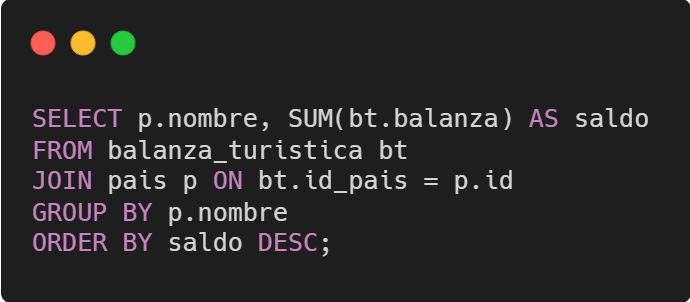 SELECT p.nombre, SUM(bt.balanza) AS saldo
FROM balanza_turistica bt
JOIN pais p ON bt.id_pais = p.id
GROUP BY p.nombre
ORDER BY saldo DESC;